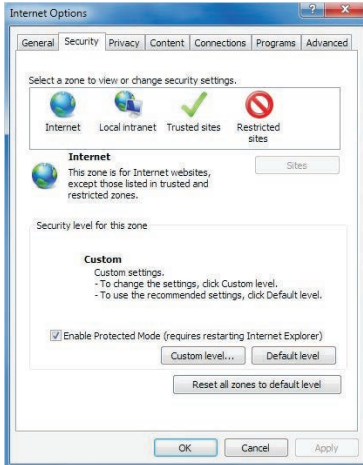 Internet Options
General Security Privacy Content Connections Programs Advanced
Select a zone to view or change security settings.
Internet Local intranet Trusted sites Restricted
sites
Internet
This zone is for Internet websites,
except those listed in trusted and
restricted zones.
Sites
Security level for this zone
Custom
Custom settings.
- To change the settings, click Custom level.
- To use the recommended settings, click Default level.
Enable Protected Mode (requires restarting Internet Explorer)
Custom level... Default level
Reset all zones to default level
OK Cancel Apply